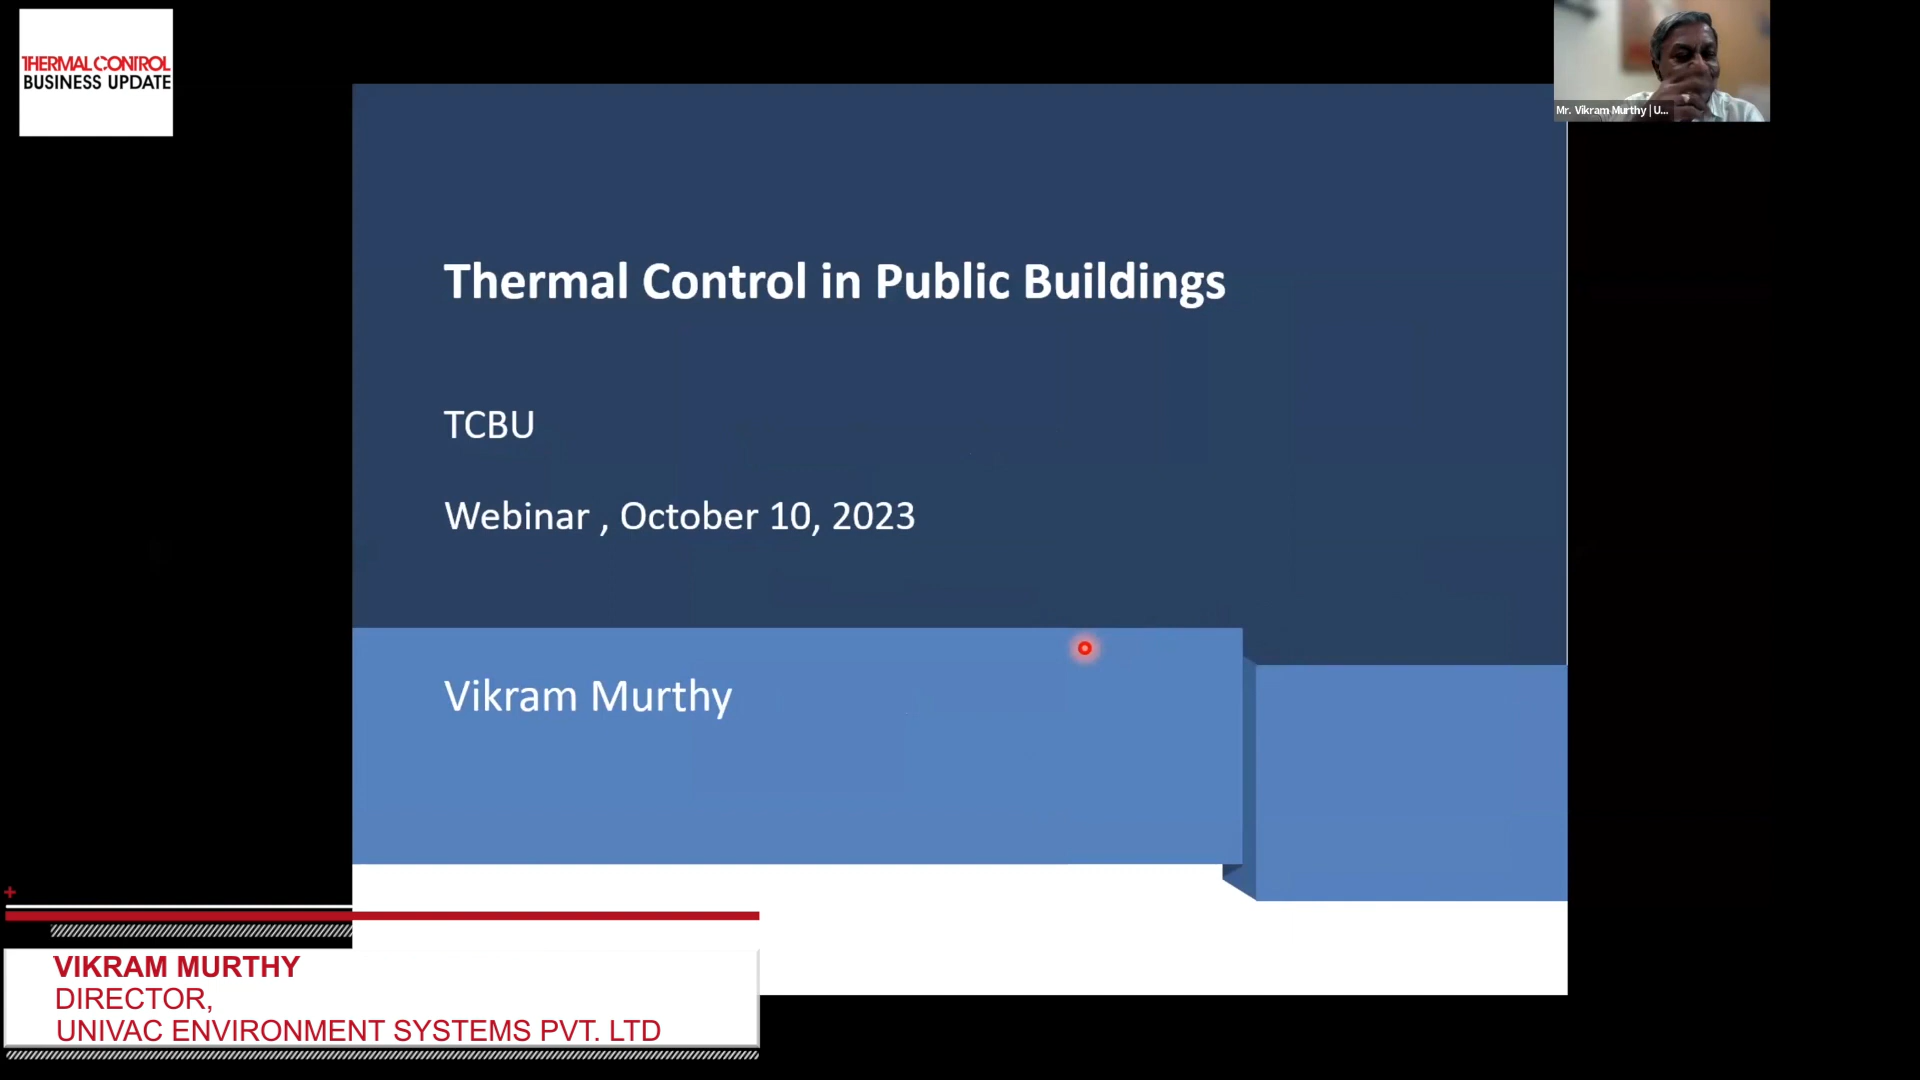 THERMAL CONTROL
BUSINESS UPDATE
Mr. Vikram Murthy | U...
Thermal Control in Public Buildings
TCBU
Webinar , October 10, 2023
Vikram Murthy
VIKRAM MURTHY
DIRECTOR,
UNIVAC ENVIRONMENT SYSTEMS PVT. LTD